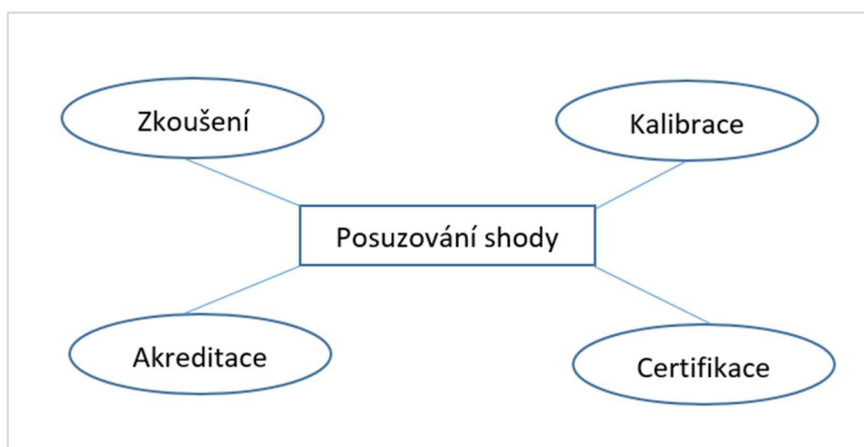 Zkoušení
Kalibrace
Posuzování shody
Akreditace
Certifikace